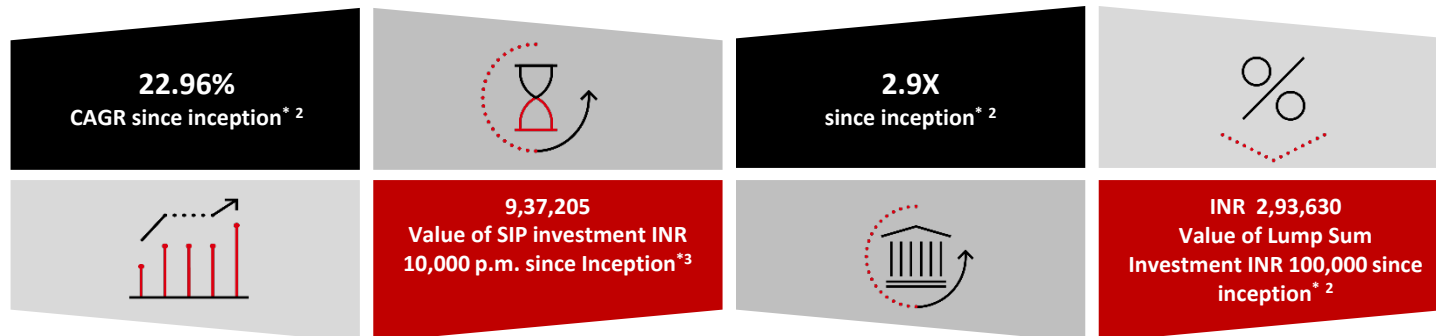 22.96%
CAGR since inception* 2
2.9X
since inception* 2
9,37,205
Value of SIP investment INR
10,000 p.m. since Inception*3
INR 2,93,630
Value of Lump Sum
Investment INR 100,000 since
inception* 2